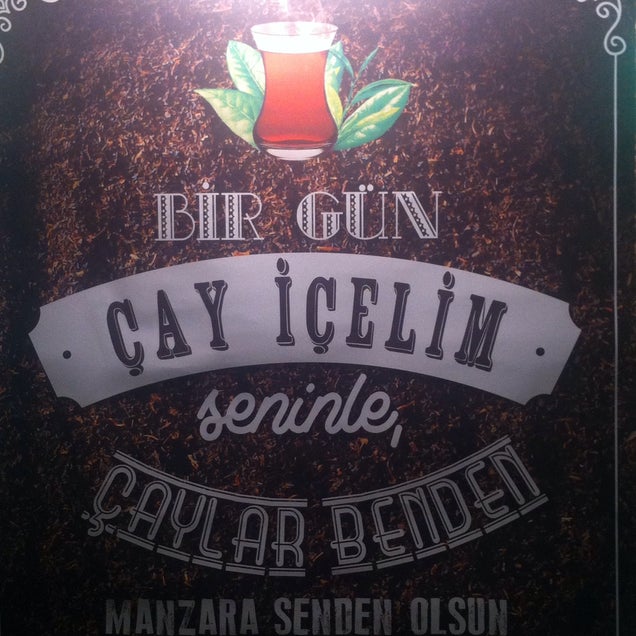 BİR GÜN
ÇAY İÇELİM
seninle,
ÇAYLAR BENDEN
MANZARA SENDEN OLSUN